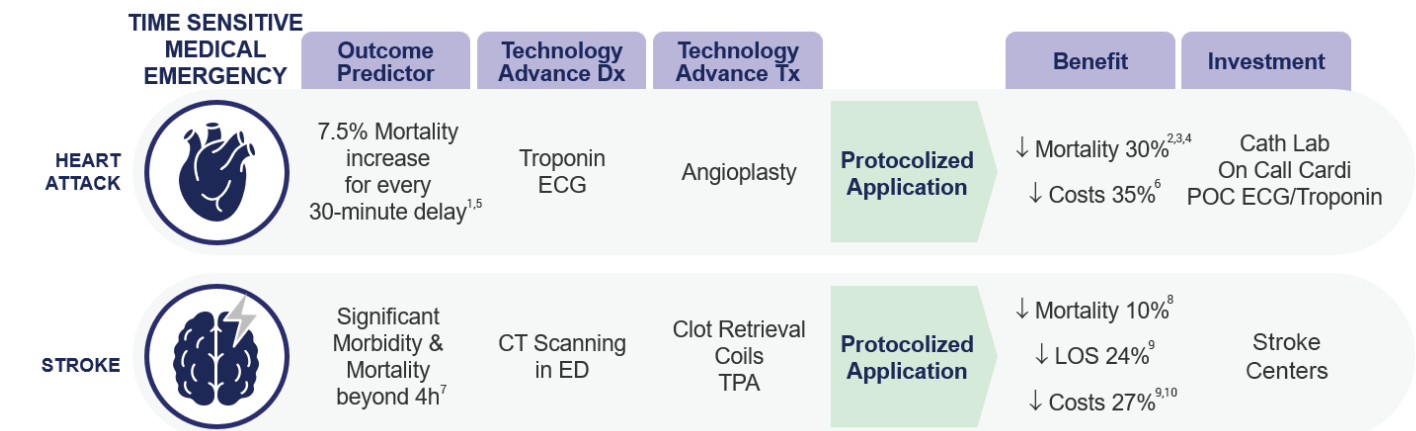 TIME SENSITIVE
MEDICAL
EMERGENCY
Outcome
Predictor
Technology
Advance Dx
Technology
Advance Tx
Benefit
Investment
HEART
ATTACK
7.5% Mortality
increase
for every
30-minute delay1,5
Troponin
ECG
Angioplasty
Protocolized
Application
↓ Mortality 30%2,3,4
↓ Costs 35%6
Cath Lab
On Call Cardi
POC ECG/Troponin
STROKE
Significant
Morbidity &
Mortality
beyond 4h7
CT Scanning
in ED
Clot Retrieval
Coils
TPA
Protocolized
Application
↓ Mortality 10%8
↓ LOS 24%9
↓ Costs 27%9,10
Stroke
Centers